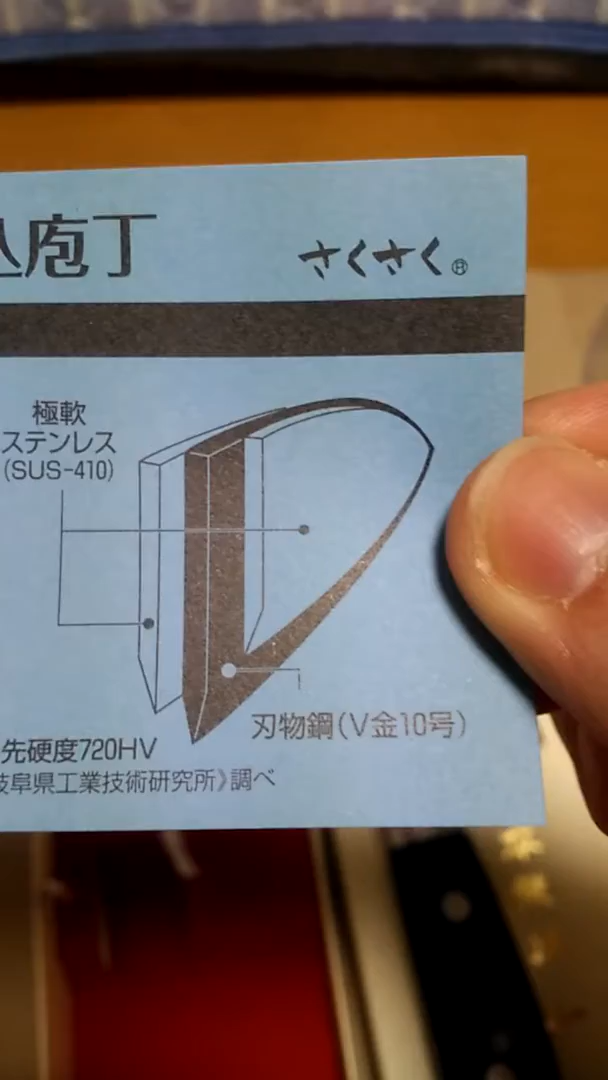 込庖丁
さくさく®
極軟
ステンレス
(SUS-410)
刃物鋼(V金10号)
先硬度720HV
岐阜県工業技術研究所》調べ